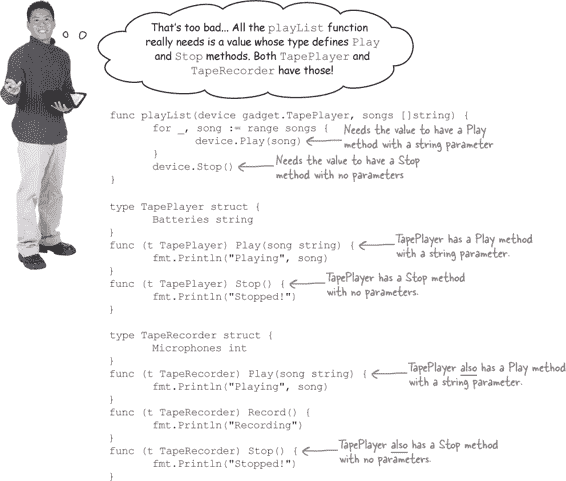 That's too bad... All the playList function
really needs is a value whose type defines Play
and Stop methods. Both TapePlayer and
TapeRecorder have those!
func playList(device gadget.TapePlayer, songs []string) {
for _, song := range songs {
device.Play(song)
Needs the value to have a Play
method with a string parameter
}
device.Stop()
Needs the value to have a Stop
method with no parameters
}
type TapePlayer struct {
Batteries string
}
func (t TapePlayer) Play(song string) {
TapePlayer has a Play method
with a string parameter.
fmt.Println("Playing", song)
}
func (t TapePlayer) Stop() {
TapePlayer has a Stop method
with no parameters.
fmt.Println("Stopped!")
}
type TapeRecorder struct {
Microphones int
}
func (t TapeRecorder) Play(song string) {
TapePlayer also has a Play method
with a string parameter.
fmt.Println("Playing", song)
}
func (t TapeRecorder) Record() {
fmt.Println("Recording")
}
func (t TapeRecorder) Stop() {
TapePlayer also has a Stop method
with no parameters.
fmt.Println("Stopped!")
}